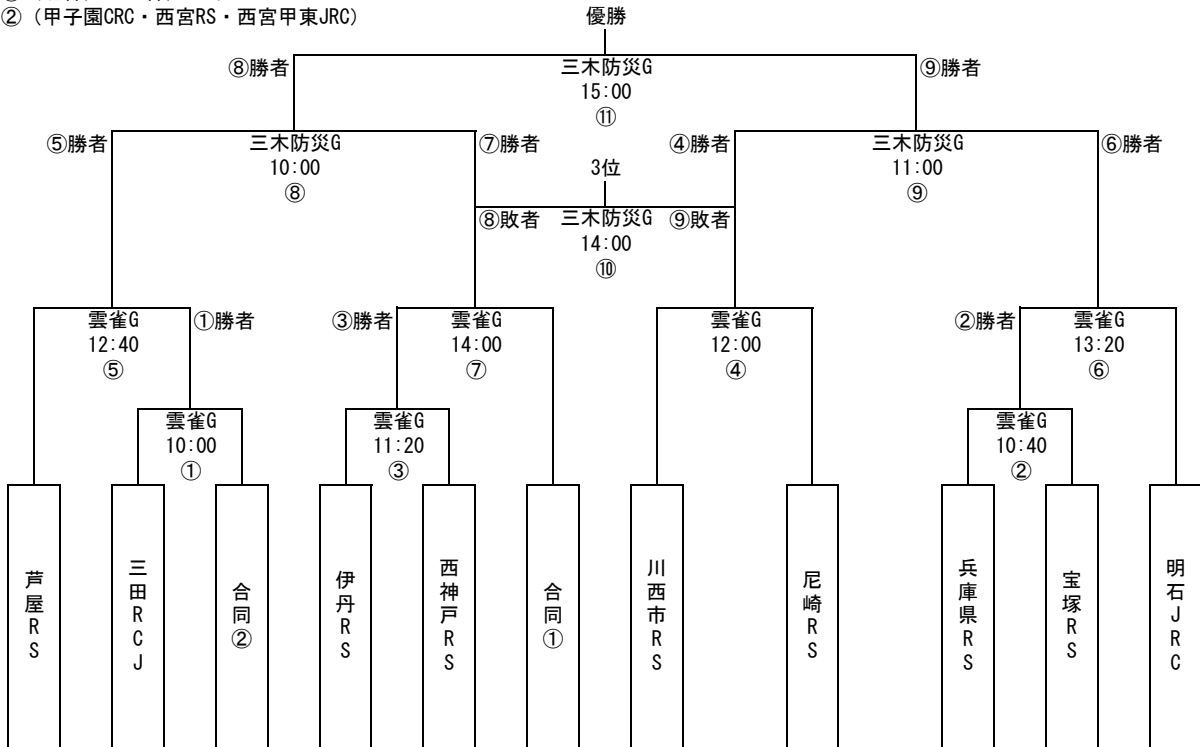 ②（甲子園CRC・西宮RS・西宮甲東JRC）
優勝
⑧勝者
三木防災G
15:00
⑪
⑨勝者
⑤勝者
三木防災G
10:00
⑧
⑦勝者
④勝者
三木防災G
11:00
⑨
⑥勝者
3位
⑧敗者
三木防災G
14:00
⑩
⑨敗者
雲雀G
12:40
⑤
①勝者
③勝者
雲雀G
14:00
⑦
雲雀G
12:00
④
②勝者
雲雀G
13:20
⑥
雲雀G
10:00
①
雲雀G
11:20
③
雲雀G
10:40
②
芦屋RS
三田RCJ
合同②
伊丹RS
西神戸RS
合同①
川西市RS
尼崎RS
兵庫県RS
宝塚RS
明石JRC